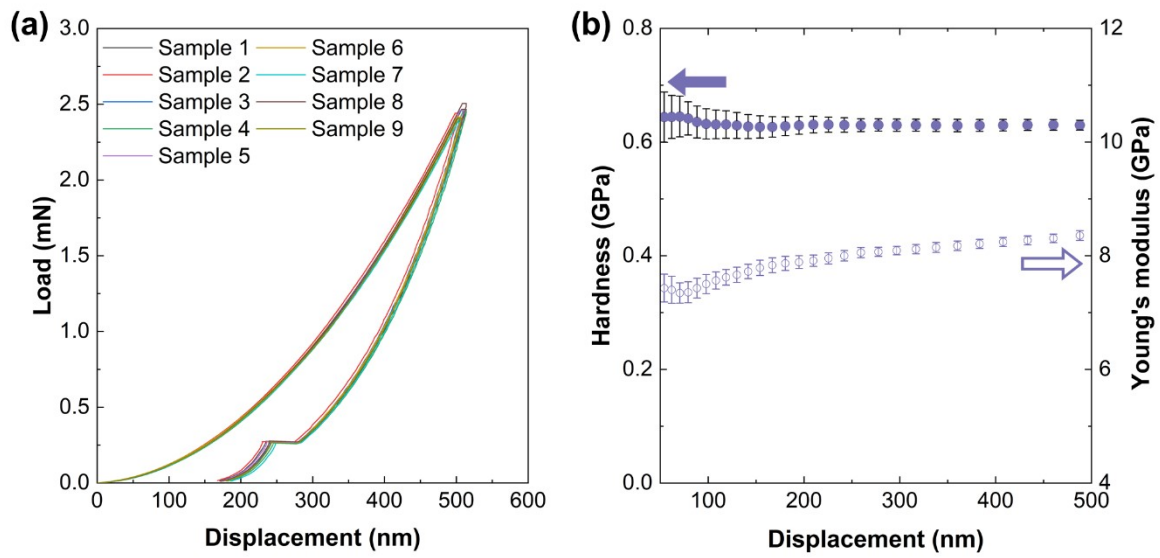 (a)
3.0
2.5
2.0
1.5
1.0
0.5
0.0
Load (mN)
Sample 1
Sample 2
Sample 3
Sample 4
Sample 5
Sample 6
Sample 7
Sample 8
Sample 9
0 100 200 300 400 500 600
Displacement (nm)
(b)
0.8
0.6
0.4
0.2
0.0
Hardness (GPa)
12
10
8
6
4
Young's modulus (GPa)
100 200 300 400 500
Displacement (nm)